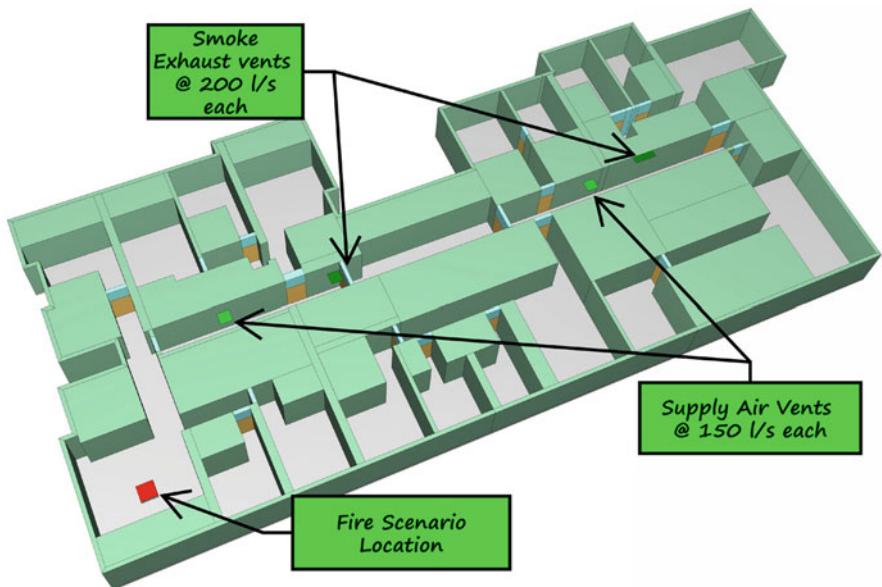 Smoke
Exhaust vents
@ 200 l/s
each
Supply Air Vents
@ 150 l/s each
Fire Scenario
Location